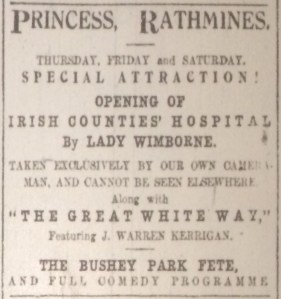 PRINCESS, RATHMINES.
THURSDAY, FRIDAY and SATURDAY.
SPECIAL ATTRACTION!
OPENING OF
IRISH COUNTIES' HOSPITAL
By LADY WIMBORNE.
TAKEN EXCLUSIVELY BY OUR OWN CAMERA
MAN, AND CANNOT BE SEEN ELSEWHERE.
Along with
"THE GREAT WHITE WAY,"
Featuring J. WARREN KERRIGAN.
THE BUSHEY PARK FETE,
AND FULL COMEDY PROGRAMME